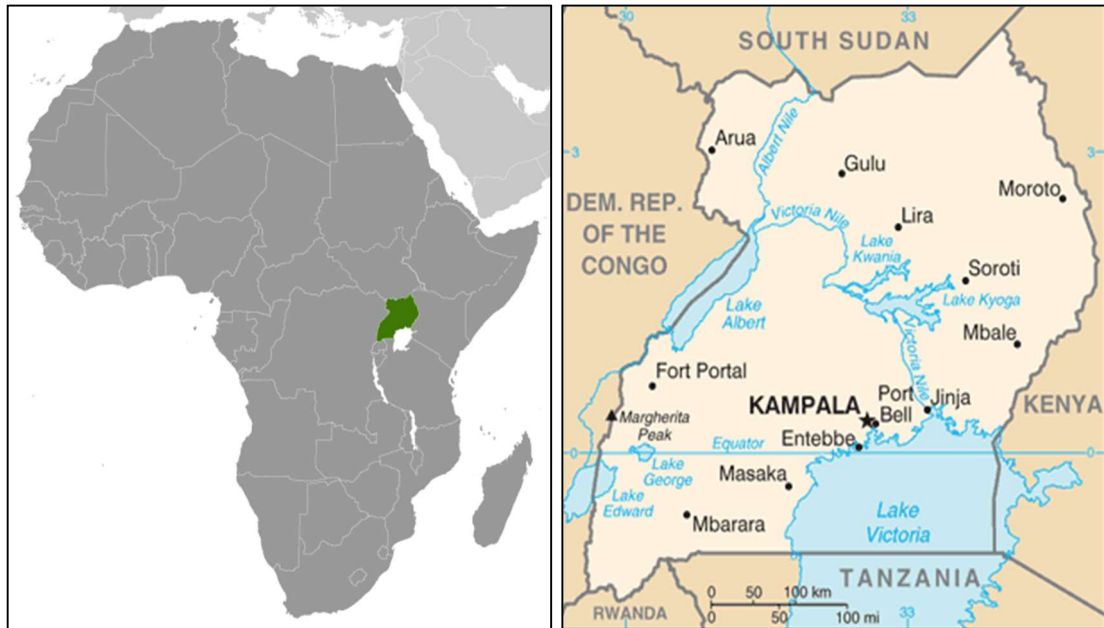 30
33
SOUTH SUDAN
Albert Nile
Arua
3
3
Gulu
Moroto
DEM. REP.
OF THE
CONGO
Victoria Nile
Lira
Lake
Kwania
Soroti
Lake Kyoga
Lake
Albert
Mbale
Victoria Nile
Fort Portal
KAMPALA
Port
Bell
Jinja
KENYA
Margherita
Peak
Entebbe
Equator
0
0
Lake
George
Masaka
Lake
Edward
Mbarara
Lake
Victoria
TANZANIA
0 50 100 km
0 50 100 mi
RWANDA
33